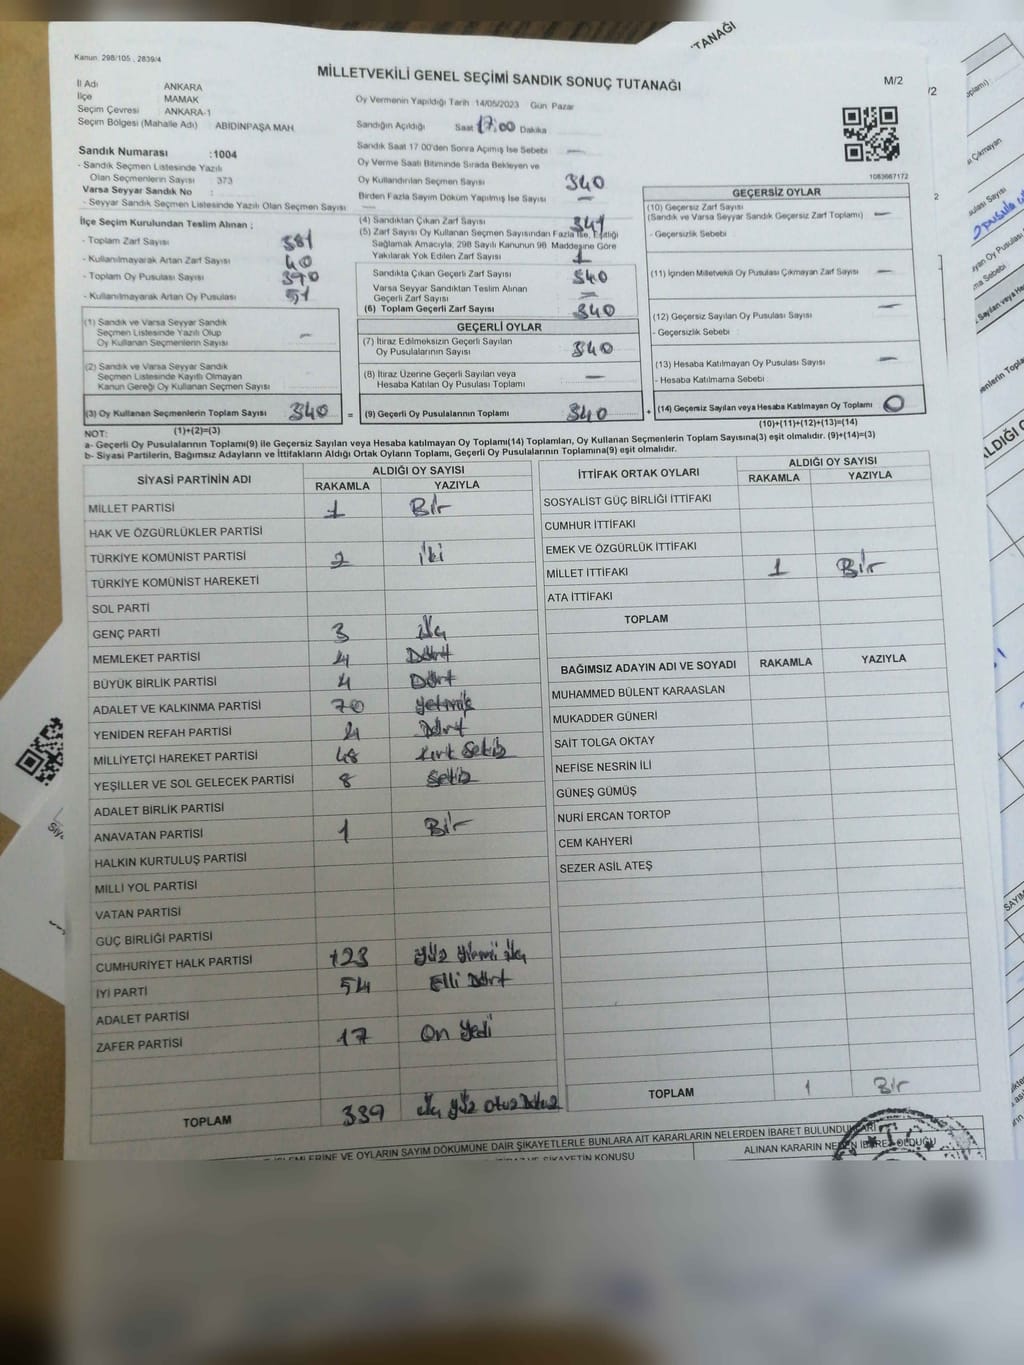 TANAĞI
Kanun. 298/105 , 2839/4
MİLLETVEKİLİ GENEL SEÇİMİ SANDIK SONUÇ TUTANAĞI
M/2
/2
İl Adı ANKARA
İlçe MAMAK
Seçim Çevresi ANKARA-1
Seçim Bölgesi (Mahalle Adı) ABİDİNPAŞA MAH.
Oy Vermenin Yapıldığı Tarih 14/05/2023 Gün Pazar
Sandığın Açıldığı Saat 17:00 Dakika
Sandık Saat 17 00'den Sonra Açımış İse Sebebi —
Oy Verme Saati Bitiminde Sırada Bekleyen ve
Oy Kullandırılan Seçmen Sayısı 340
Birden Fazla Sayım Döküm Yapılmış İse Sayısı —
Sandık Numarası :1004
- Sandık Seçmen Listesinde Yazılı
Olan Seçmenlerin Sayısı 373
Varsa Seyyar Sandık No :
- Seyyar Sandık Seçmen Listesinde Yazılı Olan Seçmen Sayısı —
1083667172
İlçe Seçim Kurulundan Teslim Alınan ;
- Toplam Zarf Sayısı 381
- Kullanılmayarak Artan Zarf Sayısı 40
- Toplam Oy Pusulası Sayısı 390
- Kullanılmayarak Artan Oy Pusulası 51
(4) Sandıktan Çıkan Zarf Sayısı 341
(5) Zarf Sayısı Oy Kullanan Seçmen Sayısından Fazla İse, Eşitliği
Sağlamak Amacıyla, 298 Sayılı Kanunun 98. Maddesine Göre
Yakılarak Yok Edilen Zarf Sayısı 1
Sandıkta Çıkan Geçerli Zarf Sayısı 340
Varsa Seyyar Sandıktan Teslim Alınan
Geçerli Zarf Sayısı —
(6) Toplam Geçerli Zarf Sayısı 340
GEÇERSİZ OYLAR
(10) Geçersiz Zarf Sayısı
(Sandık ve Varsa Seyyar Sandık Geçersiz Zarf Toplamı) —
- Geçersizlik Sebebi
(11) İçinden Milletvekili Oy Pusulası Çıkmayan Zarf Sayısı —
(12) Geçersiz Sayılan Oy Pusulası Sayısı —
- Geçersizlik Sebebi
(13) Hesaba Katılmayan Oy Pusulası Sayısı —
- Hesaba Katılmama Sebebi
(14) Geçersiz Sayılan veya Hesaba Katılmayan Oy Toplamı 0
(10)+(11)+(12)+(13)=(14)
(1) Sandık ve Varsa Seyyar Sandık
Seçmen Listesinde Yazılı Olup
Oy Kullanan Seçmenlerin Sayısı —
(2) Sandık ve Varsa Seyyar Sandık
Seçmen Listesinde Kayıtlı Olmayan
Kanun Gereği Oy Kullanan Seçmen Sayısı
(3) Oy Kullanan Seçmenlerin Toplam Sayısı 340 =
(1)+(2)=(3)
GEÇERLİ OYLAR
(7) İtiraz Edilmeksizin Geçerli Sayılan
Oy Pusulalarının Sayısı 340
(8) İtiraz Üzerine Geçerli Sayılan veya
Hesaba Katılan Oy Pusulası Toplamı —
(9) Geçerli Oy Pusulalarının Toplamı 340 +
NOT:
a- Geçerli Oy Pusulalarının Toplamı(9) ile Geçersiz Sayılan veya Hesaba katılmayan Oy Toplamı(14) Toplamları, Oy Kullanan Seçmenlerin Toplam Sayısına(3) eşit olmalıdır. (9)+(14)=(3)
b- Siyasi Partilerin, Bağımsız Adayların ve İttifakların Aldığı Ortak Oyların Toplamı, Geçerli Oy Pusulalarının Toplamına(9) eşit olmalıdır.
SİYASİ PARTİNİN ADI ALDIĞI OY SAYISI
RAKAMLA YAZIYLA
MİLLET PARTİSİ 1 Bir
HAK VE ÖZGÜRLÜKLER PARTİSİ
TÜRKİYE KOMÜNİST PARTİSİ 2 iki
TÜRKİYE KOMÜNİST HAREKETİ
SOL PARTİ
GENÇ PARTİ 3 üç
MEMLEKET PARTİSİ 4 Dört
BÜYÜK BİRLİK PARTİSİ 4 Dört
ADALET VE KALKINMA PARTİSİ 70 yetmiş
YENİDEN REFAH PARTİSİ 4 Dört
MİLLİYETÇİ HAREKET PARTİSİ 48 kırk sekiz
YEŞİLLER VE SOL GELECEK PARTİSİ 8 sekiz
ADALET BİRLİK PARTİSİ
ANAVATAN PARTİSİ 1 Bir
HALKIN KURTULUŞ PARTİSİ
MİLLİ YOL PARTİSİ
VATAN PARTİSİ
GÜÇ BİRLİĞİ PARTİSİ
CUMHURİYET HALK PARTİSİ 123 yüz yirmi üç
İYİ PARTİ 54 Elli Dört
ADALET PARTİSİ
ZAFER PARTİSİ 17 On yedi
TOPLAM 339 üç yüz otuz dokuz
İTTİFAK ORTAK OYLARI ALDIĞI OY SAYISI
RAKAMLA YAZIYLA
SOSYALİST GÜÇ BİRLİĞİ İTTİFAKI
CUMHUR İTTİFAKI
EMEK VE ÖZGÜRLÜK İTTİFAKI
MİLLET İTTİFAKI 1 Bir
ATA İTTİFAKI
TOPLAM
BAĞIMSIZ ADAYIN ADI VE SOYADI RAKAMLA YAZIYLA
MUHAMMED BÜLENT KARAASLAN
MUKADDER GÜNERİ
SAİT TOLGA OKTAY
NEFİSE NESRİN İLİ
GÜNEŞ GÜMÜŞ
NURİ ERCAN TORTOP
CEM KAHYERİ
SEZER ASİL ATEŞ
TOPLAM 1 Bir
İŞLEMLERİNE VE OYLARIN SAYIM DÖKÜMÜNE DAİR ŞİKAYETLERLE BUNLARA AİT KARARLARIN NELERDEN İBARET BULUNDUKLARI
İTİRAZ VE ŞİKAYETİN KONUSU
ALINAN KARARIN NEDEN İBARET OLDUĞU